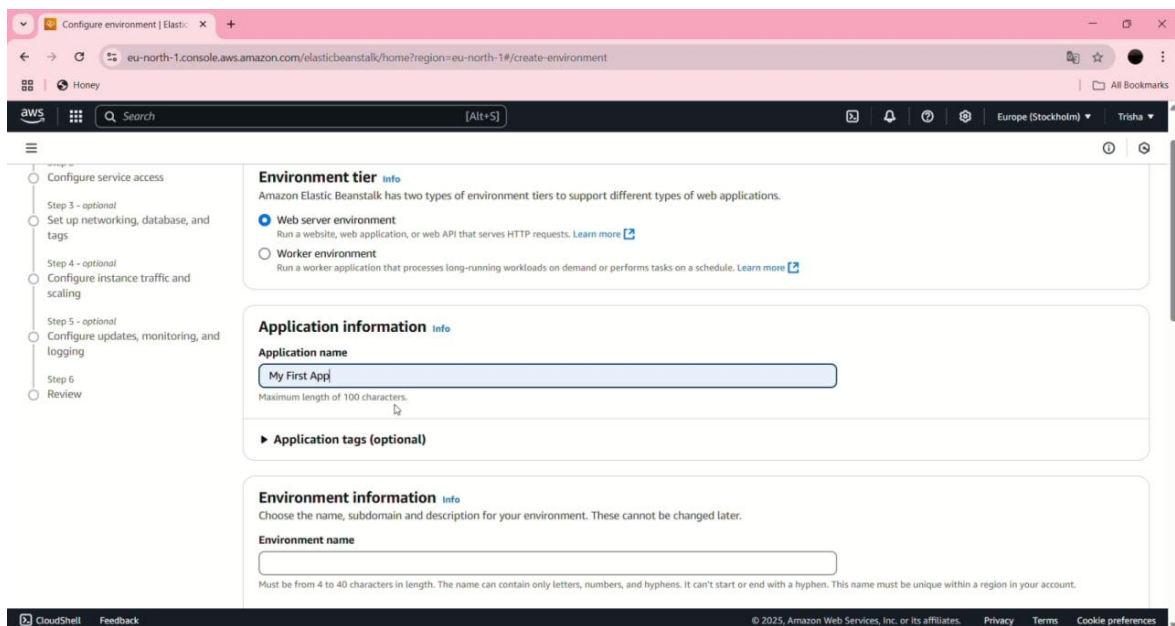 Configure environment | Elastic
eu-north-1.console.aws.amazon.com/elasticbeanstalk/home?region=eu-north-1#/create-environment
Honey
All Bookmarks
aws
Search
[Alt+S]
Europe (Stockholm)
Trisha
Configure service access
Step 3 - optional
Set up networking, database, and
tags
Step 4 - optional
Configure instance traffic and
scaling
Step 5 - optional
Configure updates, monitoring, and
logging
Step 6
Review
Environment tier Info
Amazon Elastic Beanstalk has two types of environment tiers to support different types of web applications.
Web server environment
Run a website, web application, or web API that serves HTTP requests. Learn more
Worker environment
Run a worker application that processes long-running workloads on demand or performs tasks on a schedule. Learn more
Application information Info
Application name
My First App
Maximum length of 100 characters.
Application tags (optional)
Environment information Info
Choose the name, subdomain and description for your environment. These cannot be changed later.
Environment name
Must be from 4 to 40 characters in length. The name can contain only letters, numbers, and hyphens. It can't start or end with a hyphen. This name must be unique within a region in your account.
CloudShell Feedback
© 2025, Amazon Web Services, Inc. or its affiliates. Privacy Terms Cookie preferences